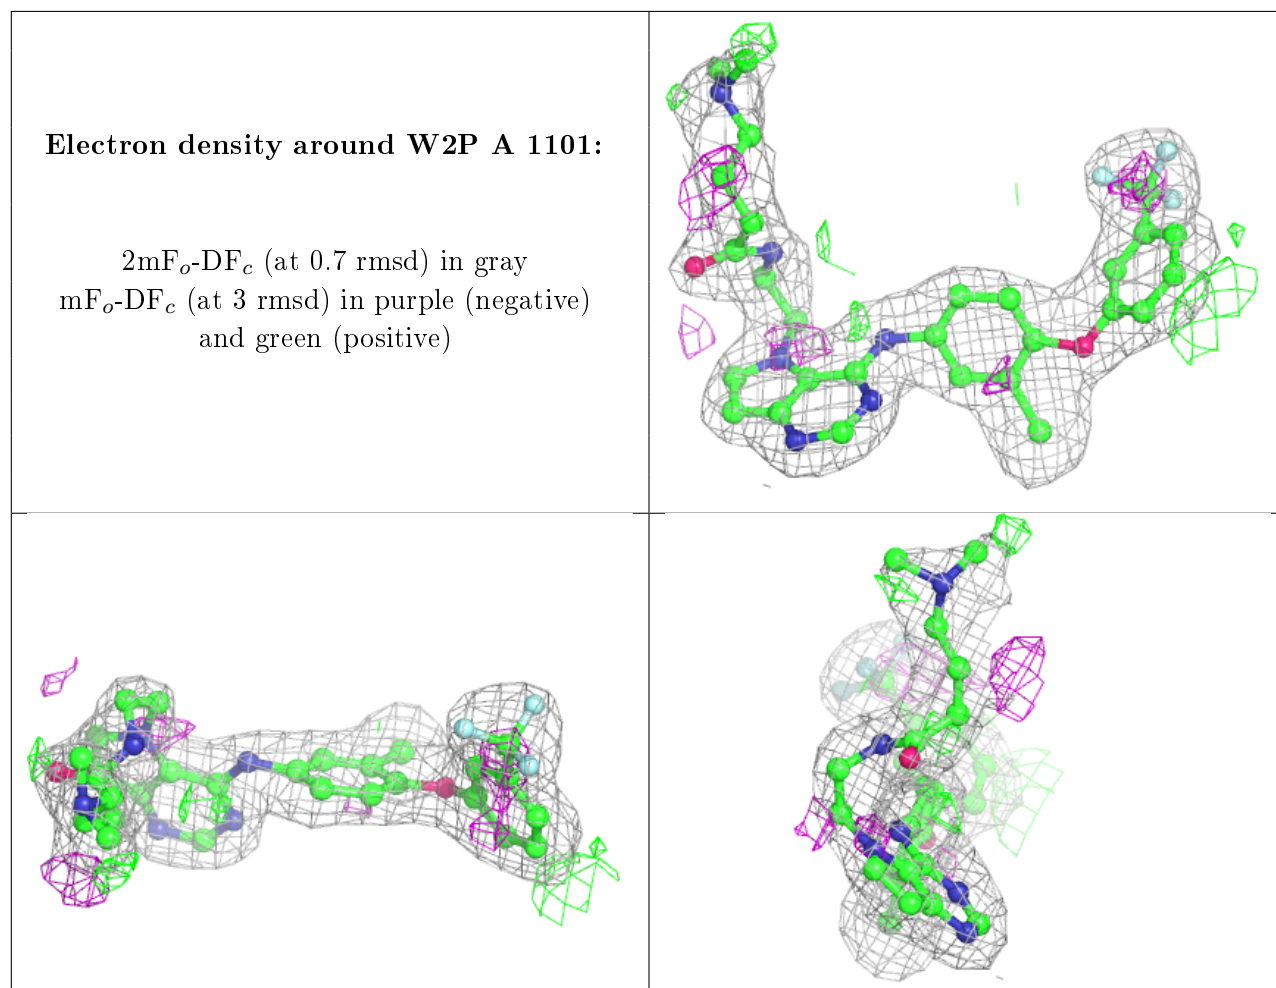 Electron density around W2P A 1101:
2mFo-DFc (at 0.7 rmsd) in gray
mFo-DFc (at 3 rmsd) in purple (negative)
and green (positive)